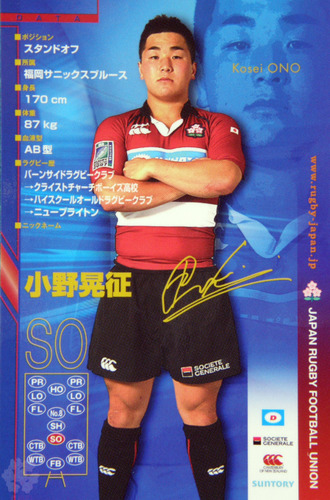 DATA
Kosei ONO
■ポジション
スタンドオフ
■所属
福岡サニックスブルース
■身長
170 cm
■体重
87 kg
■血液型
AB 型
■ラグビー歴
バーンサイドラグビークラブ
→クライストチャーチボーイズ高校
→ハイスクールオールドラグビークラブ
→ニューブライトン
■ニックネーム
小野晃征
SO
PR HO PR
LO LO
FL No.8 FL
SH
SO
CTB CTB
WTB FB WTB
www.rugby-japan.jp
JAPAN RUGBY FOOTBALL UNION
SOCIETE GENERALE
CCC
D
SOCIETE GENERALE
CCC
CANTERBURY
OF NEW ZEALAND
SUNTORY